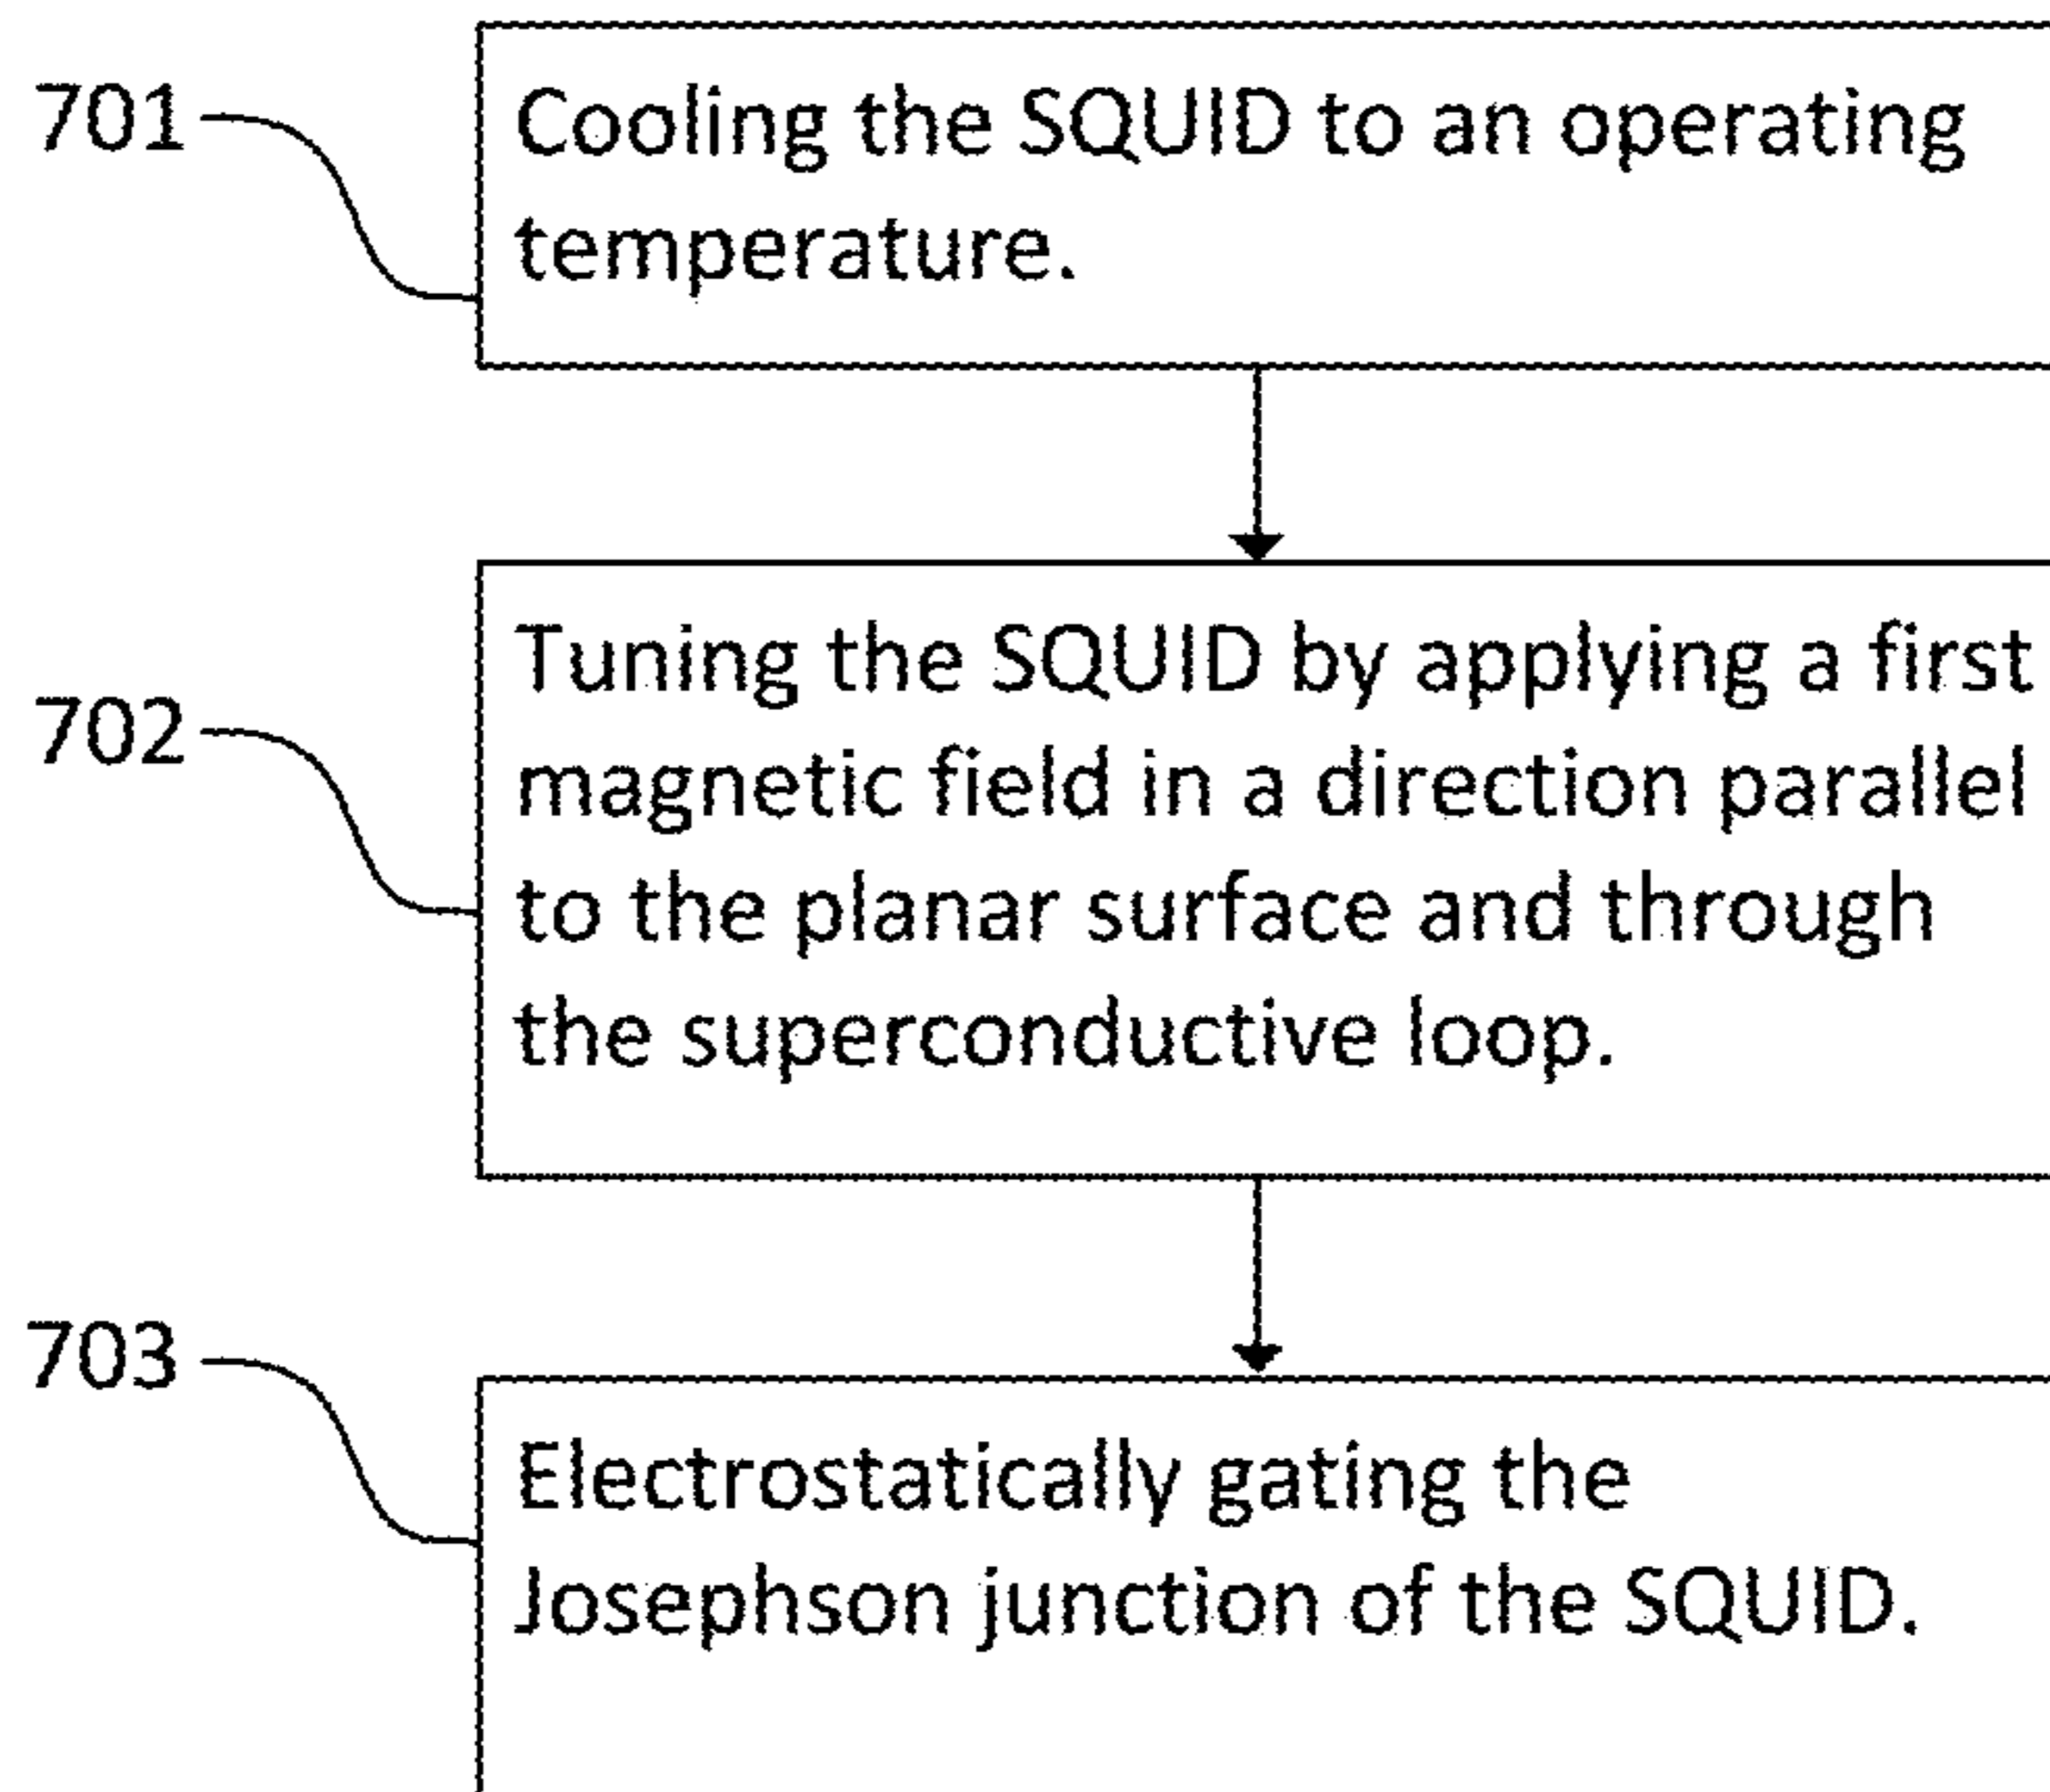 701
Cooling the SQUID to an operating
temperature.
702
Tuning the SQUID by applying a first
magnetic field in a direction parallel
to the planar surface and through
the superconductive loop.
703
Electrostatically gating the
Josephson junction of the SQUID.